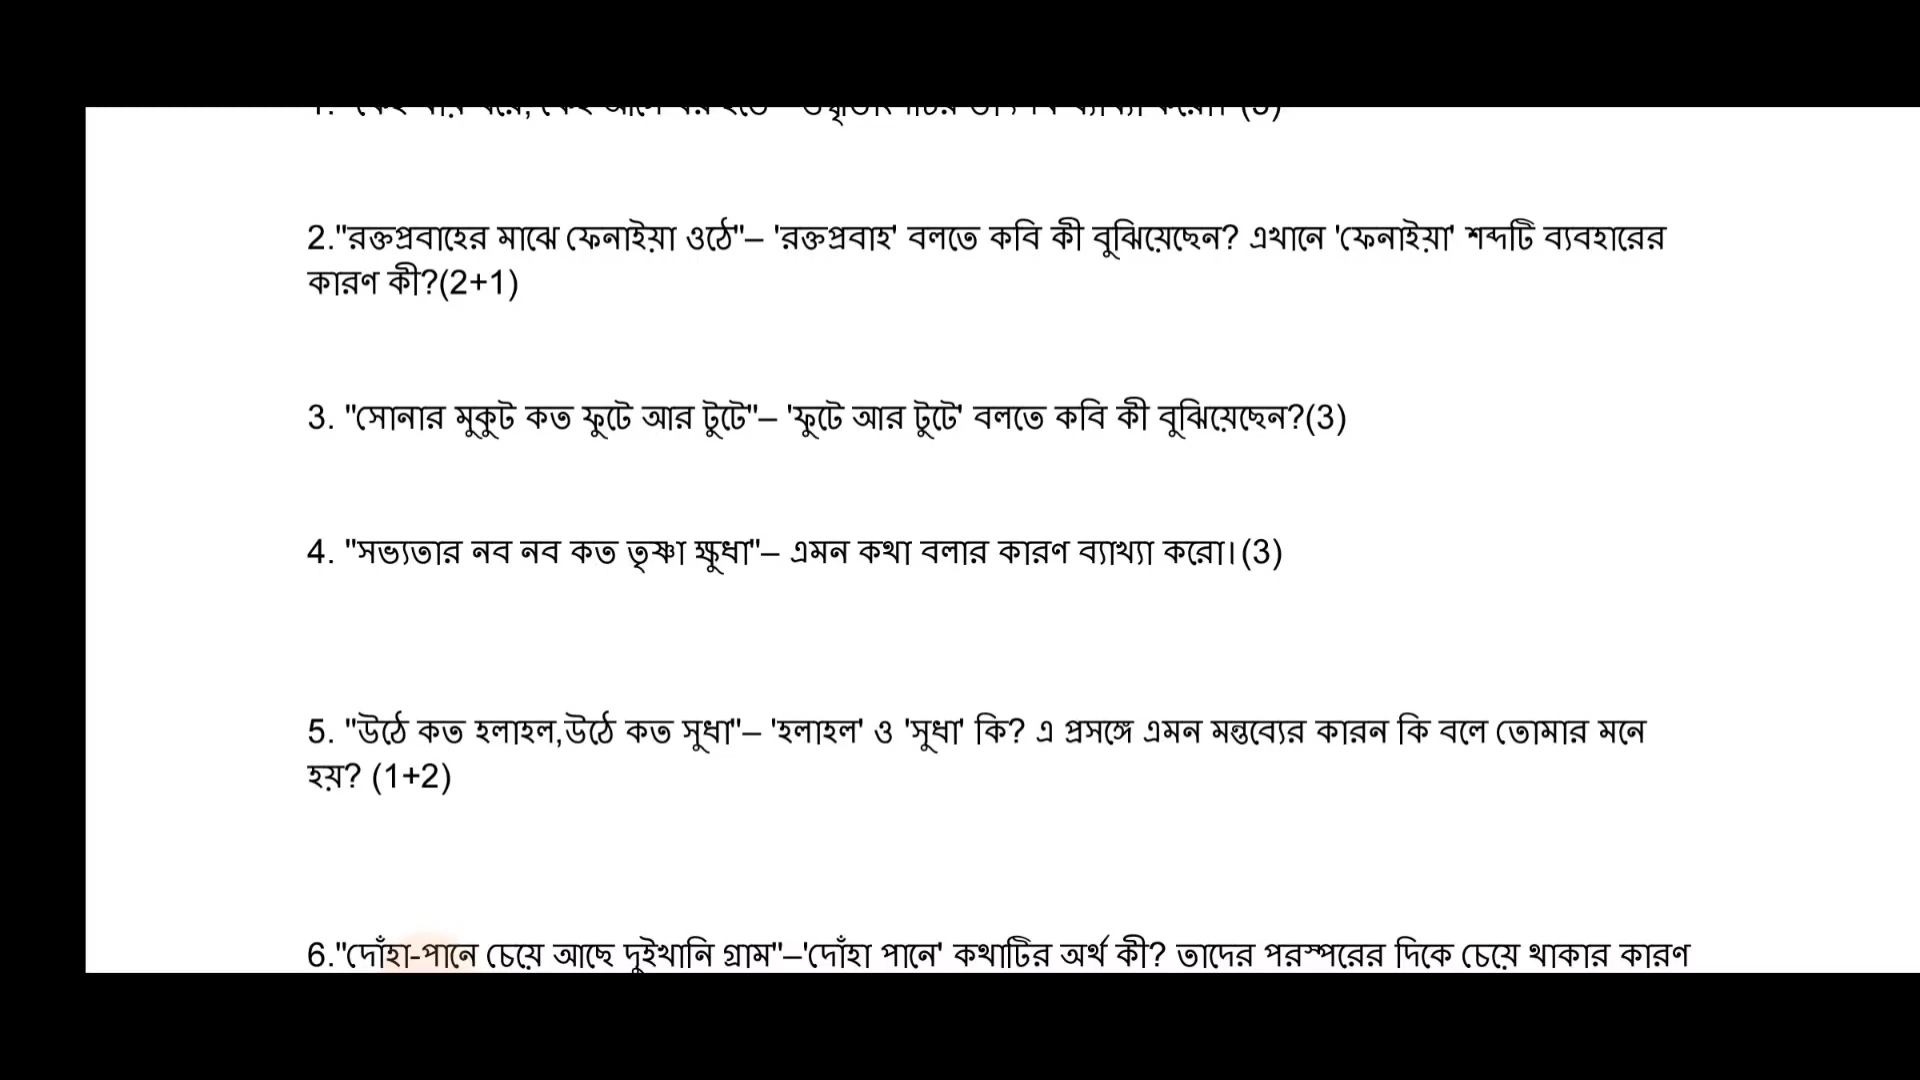 2."রক্তপ্রবাহের মাঝে ফেনাইয়া ওঠে"– 'রক্তপ্রবাহ' বলতে কবি কী বুঝিয়েছেন? এখানে 'ফেনাইয়া' শব্দটি ব্যবহারের
কারণ কী?(2+1)
3. "সোনার মুকুট কত ফুটে আর টুটে"– 'ফুটে আর টুটে' বলতে কবি কী বুঝিয়েছেন?(3)
4. "সভ্যতার নব নব কত তৃষ্ণা ক্ষুধা"– এমন কথা বলার কারণ ব্যাখ্যা করো।(3)
5. "উঠে কত হলাহল,উঠে কত সুধা"– 'হলাহল' ও 'সুধা' কি? এ প্রসঙ্গে এমন মন্তব্যের কারন কি বলে তোমার মনে
হয়? (1+2)
6."দোঁহা-পানে চেয়ে আছে দুইখানি গ্রাম"–'দোঁহা পানে' কথাটির অর্থ কী? তাদের পরস্পরের দিকে চেয়ে থাকার কারণ